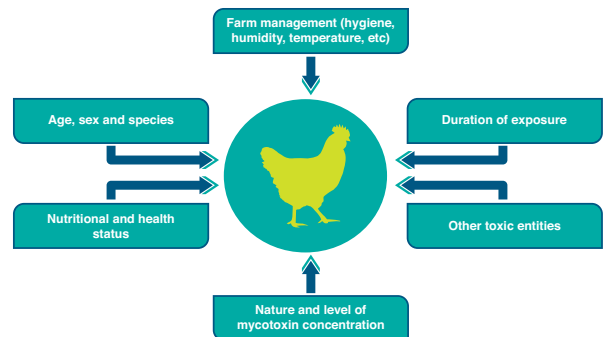 Farm management (hygiene,
humidity, temperature, etc)
Age, sex and species
Duration of exposure
Nutritional and health
status
Other toxic entities
Nature and level of
mycotoxin concentration